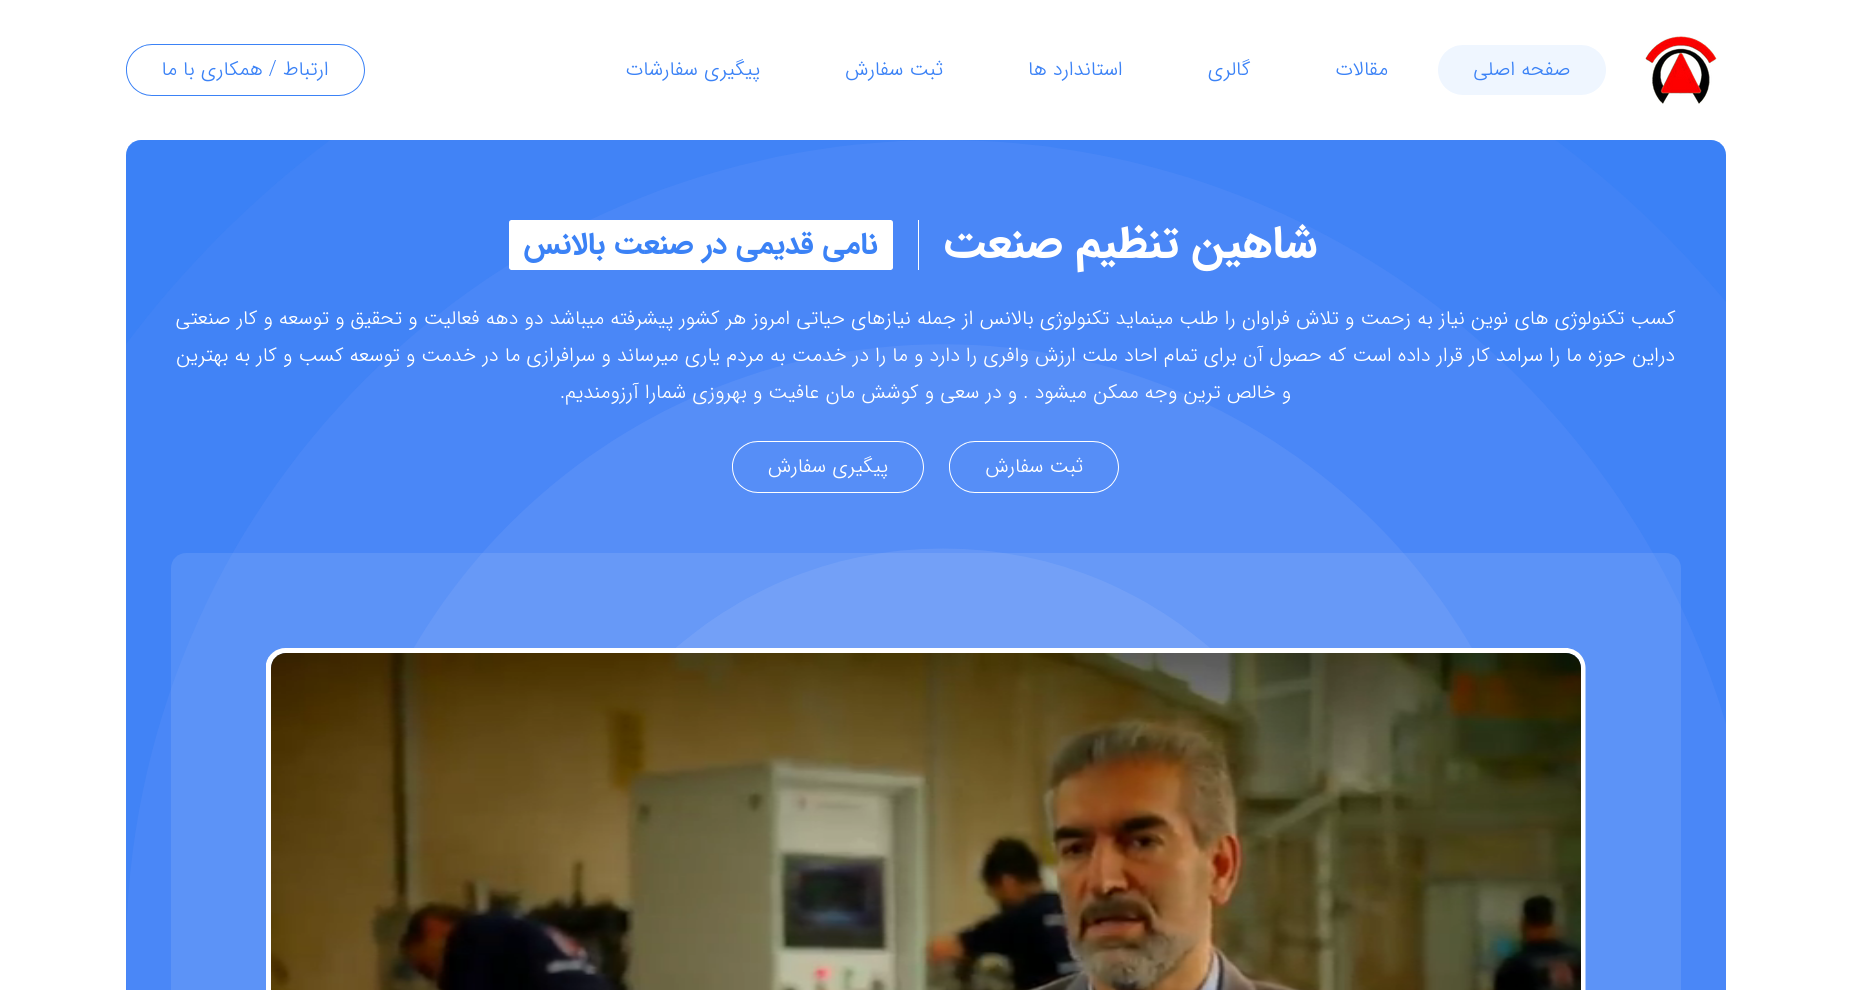 صفحه اصلی
مقالات
گالری
استاندارد ها
ثبت سفارش
پیگیری سفارشات
ارتباط / همکاری با ما
شاهین تنظیم صنعت
نامی قدیمی در صنعت بالانس
کسب تکنولوژی های نوین نیاز به زحمت و تلاش فراوان را طلب مینماید تکنولوژی بالانس از جمله نیازهای حیاتی امروز هر کشور پیشرفته میباشد دو دهه فعالیت و تحقیق و توسعه و کار صنعتی
دراین حوزه ما را سرامد کار قرار داده است که حصول آن برای تمام احاد ملت ارزش وافری را دارد و ما را در خدمت به مردم یاری میرساند و سرافرازی ما در خدمت و توسعه کسب و کار به بهترین
و خالص ترین وجه ممکن میشود . و در سعی و کوشش مان عافیت و بهروزی شمارا آرزومندیم.
ثبت سفارش
پیگیری سفارش